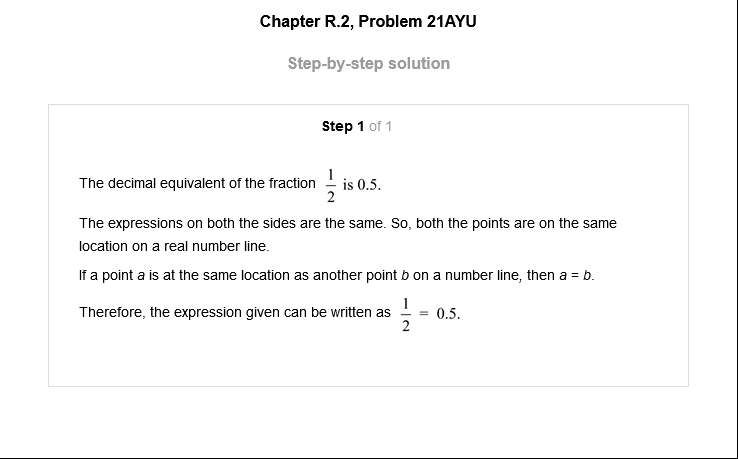 Chapter R.2, Problem 21AYU
Step-by-step solution
Step 1 of 1
The decimal equivalent of the fraction 1/2 is 0.5.
The expressions on both the sides are the same. So, both the points are on the same
location on a real number line.
If a point a is at the same location as another point b on a number line, then a = b.
Therefore, the expression given can be written as 1/2 = 0.5.